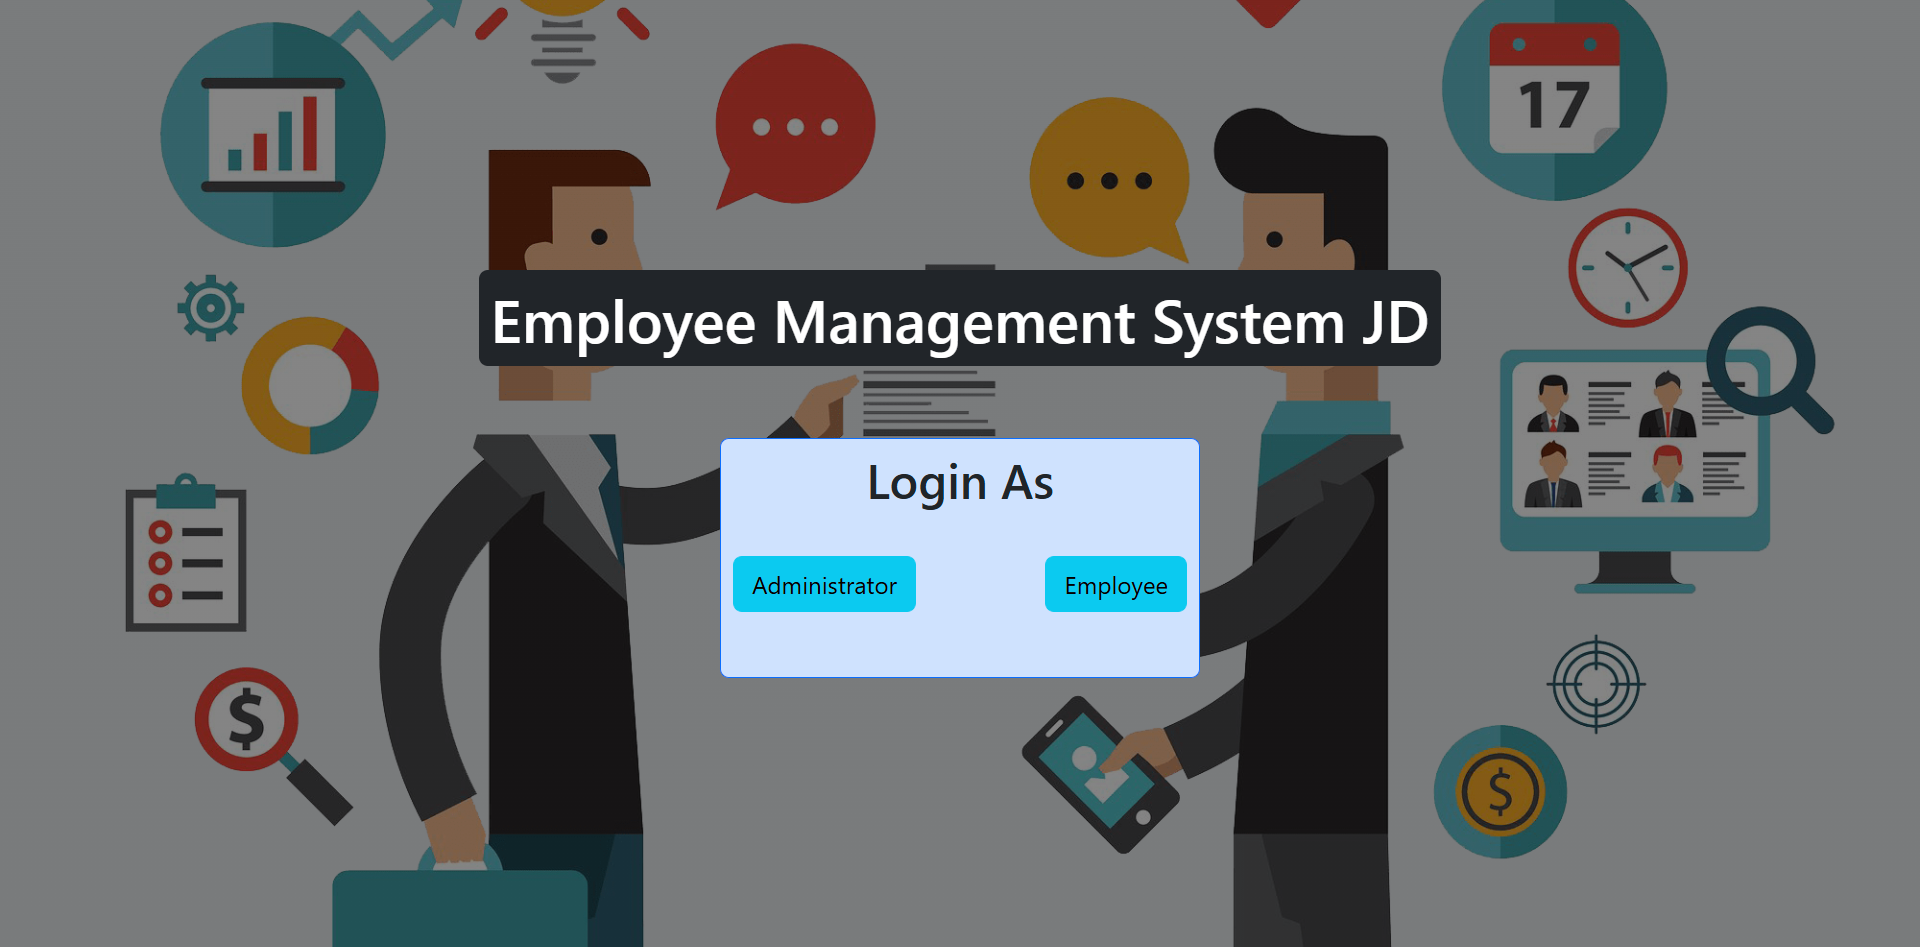 17
Employee Management System JD
Login As
Administrator
Employee
$
$